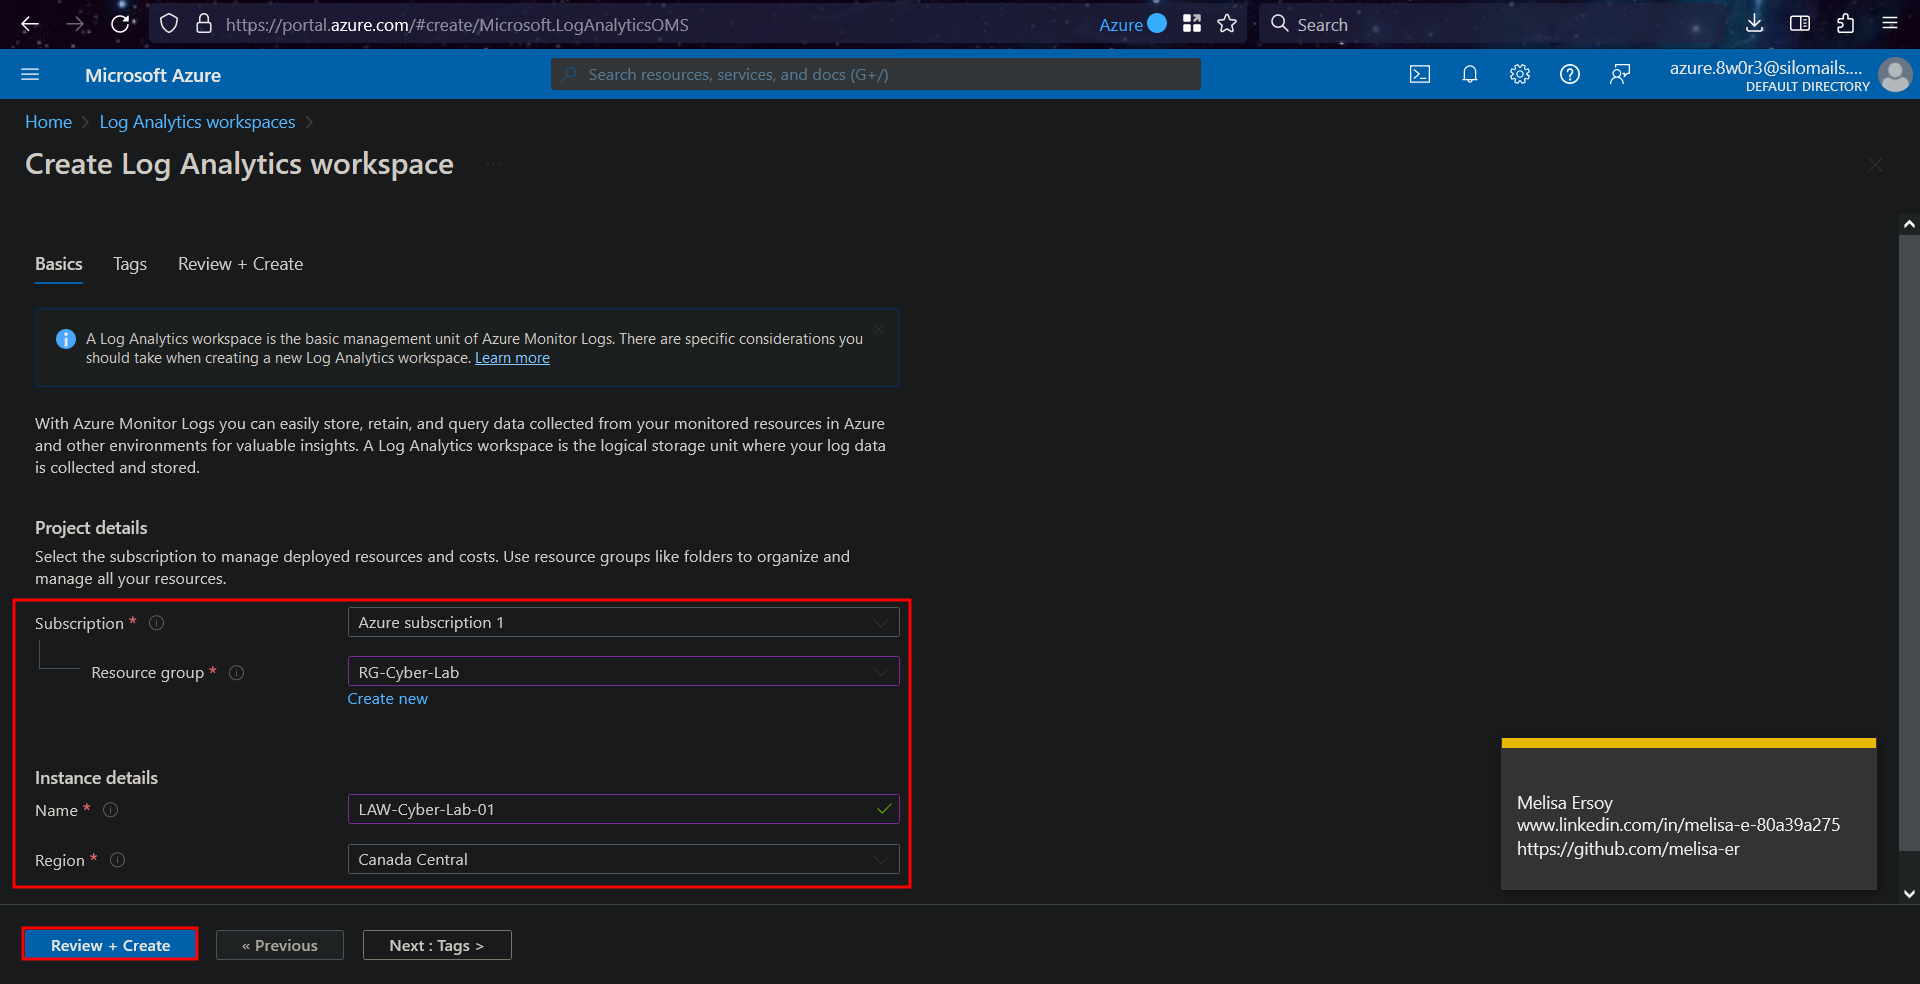 https://portal.azure.com/#create/Microsoft.LogAnalyticsOMS
Azure
Search
Microsoft Azure
Search resources, services, and docs (G+/)
azure.8w0r3@silomails....
DEFAULT DIRECTORY
Home
Log Analytics workspaces
Create Log Analytics workspace
...
Basics
Tags
Review + Create
A Log Analytics workspace is the basic management unit of Azure Monitor Logs. There are specific considerations you
should take when creating a new Log Analytics workspace. Learn more
With Azure Monitor Logs you can easily store, retain, and query data collected from your monitored resources in Azure
and other environments for valuable insights. A Log Analytics workspace is the logical storage unit where your log data
is collected and stored.
Project details
Select the subscription to manage deployed resources and costs. Use resource groups like folders to organize and
manage all your resources.
Subscription *
Azure subscription 1
Resource group *
RG-Cyber-Lab
Create new
Instance details
Name *
LAW-Cyber-Lab-01
Region *
Canada Central
Melisa Ersoy
www.linkedin.com/in/melisa-e-80a39a275
https://github.com/melisa-er
Review + Create
« Previous
Next : Tags >